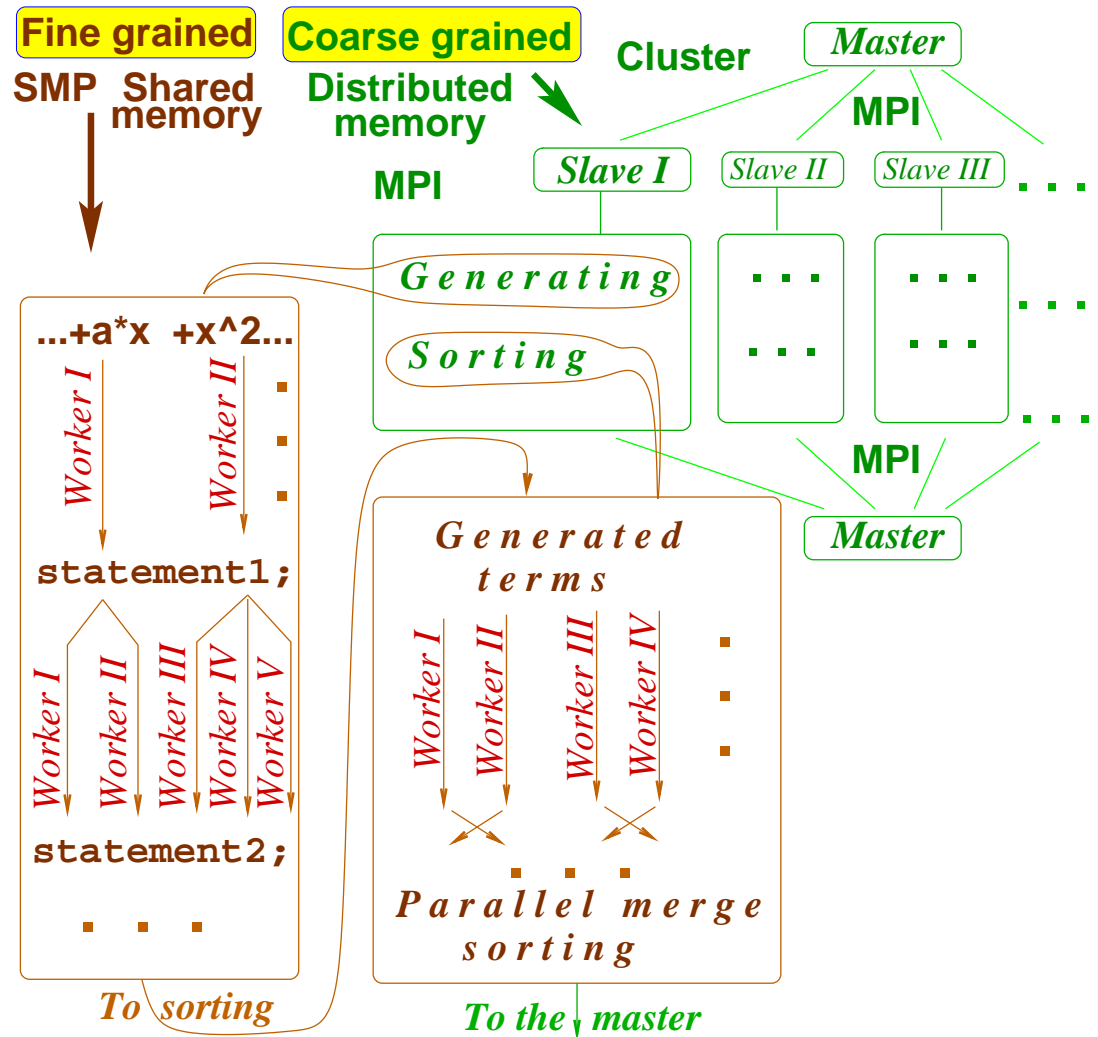 Fine grained
SMP Shared
memory
Coarse grained
Distributed
memory
MPI
Cluster
Master
MPI
Slave I
Slave II
Slave III
Generating
Sorting
MPI
Master
...+a*x +x^2...
Worker I
Worker II
statement1;
Worker I
Worker II
Worker III
Worker IV
Worker V
statement2;
To sorting
Generated
terms
Worker I
Worker II
Worker III
Worker IV
Parallel merge
sorting
To the master